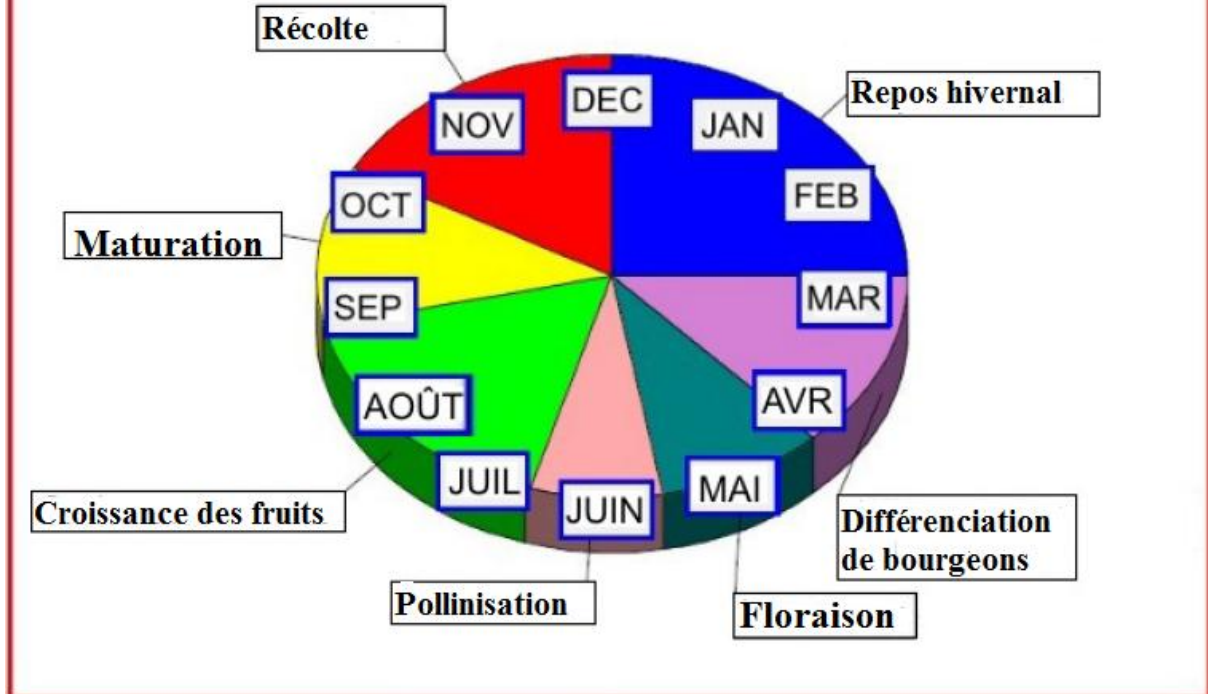 Récolte
DEC
Repos hivernal
NOV
JAN
FEB
OCT
Maturation
MAR
SEP
AVR
AOÛT
JUIL
MAI
JUIN
Croissance des fruits
Différenciation
de bourgeons
Pollinisation
Floraison